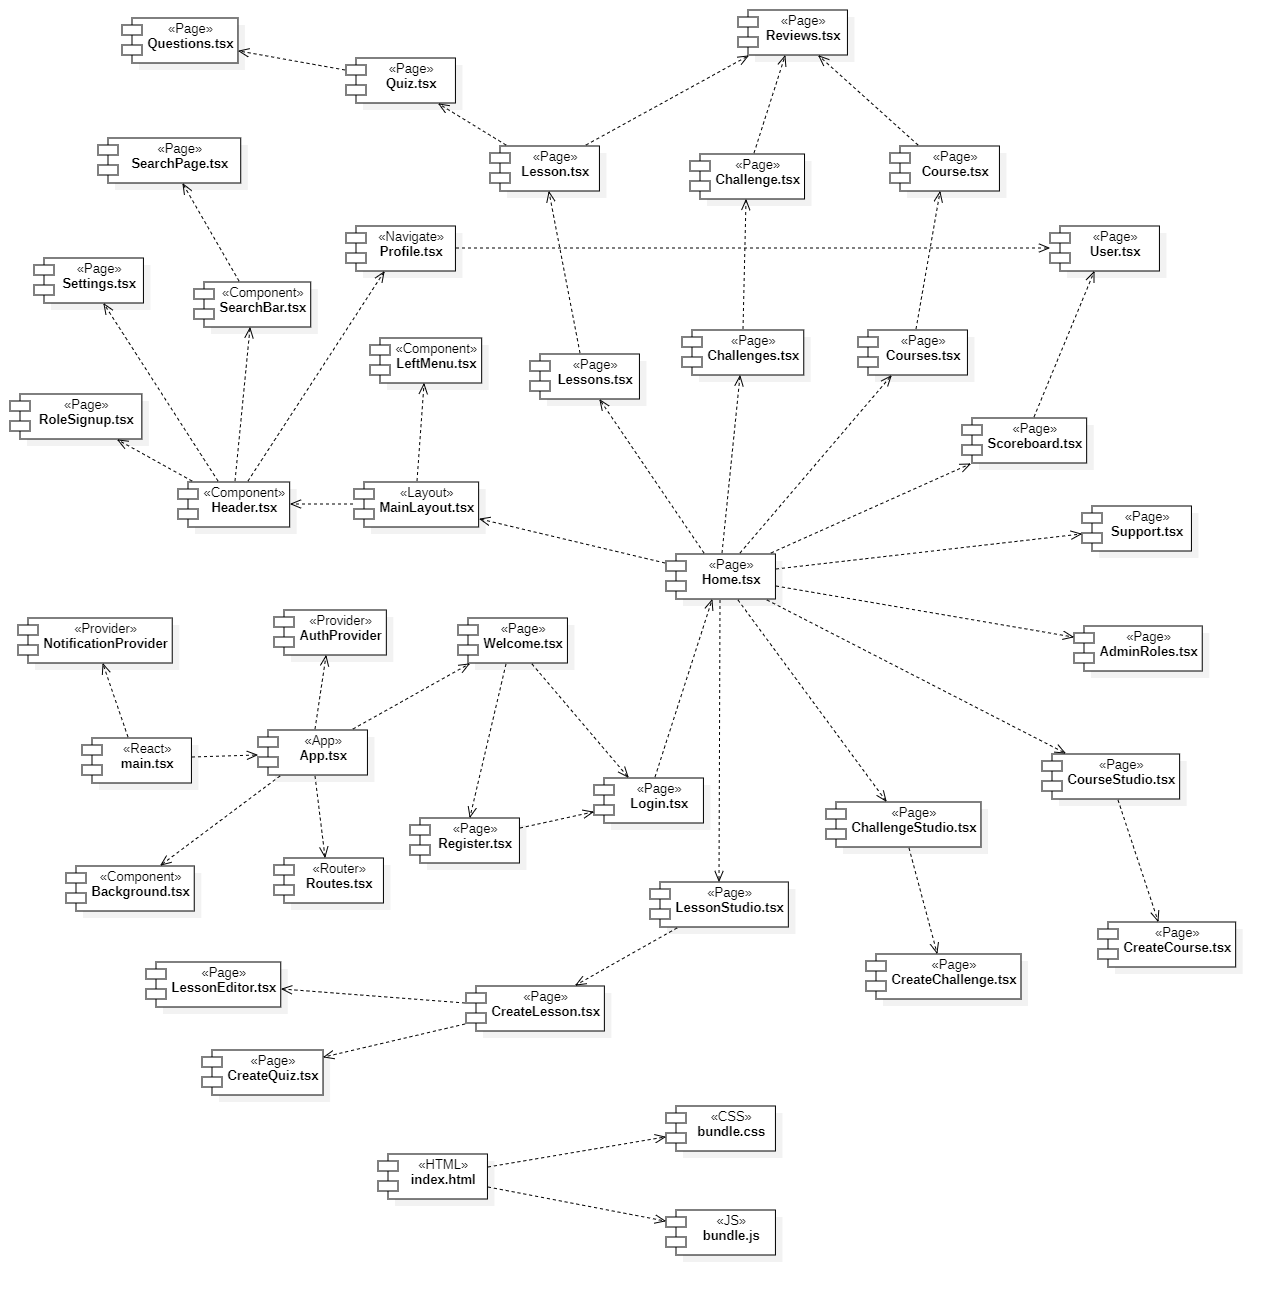 «Page»
Reviews.tsx
«Page»
Questions.tsx
«Page»
Quiz.tsx
«Page»
SearchPage.tsx
«Page»
Lesson.tsx
«Page»
Challenge.tsx
«Page»
Course.tsx
«Navigate»
Profile.tsx
«Page»
User.tsx
«Page»
Settings.tsx
«Component»
SearchBar.tsx
«Component»
LeftMenu.tsx
«Page»
Lessons.tsx
«Page»
Challenges.tsx
«Page»
Courses.tsx
«Page»
RoleSignup.tsx
«Page»
Scoreboard.tsx
«Component»
Header.tsx
«Layout»
MainLayout.tsx
«Page»
Support.tsx
«Page»
Home.tsx
«Provider»
NotificationProvider
«Provider»
AuthProvider
«Page»
Welcome.tsx
«Page»
AdminRoles.tsx
«React»
main.tsx
«App»
App.tsx
«Page»
Login.tsx
«Page»
CourseStudio.tsx
«Page»
Register.tsx
«Page»
ChallengeStudio.tsx
«Component»
Background.tsx
«Router»
Routes.tsx
«Page»
LessonStudio.tsx
«Page»
CreateCourse.tsx
«Page»
LessonEditor.tsx
«Page»
CreateLesson.tsx
«Page»
CreateChallenge.tsx
«Page»
CreateQuiz.tsx
«CSS»
bundle.css
«HTML»
index.html
«JS»
bundle.js